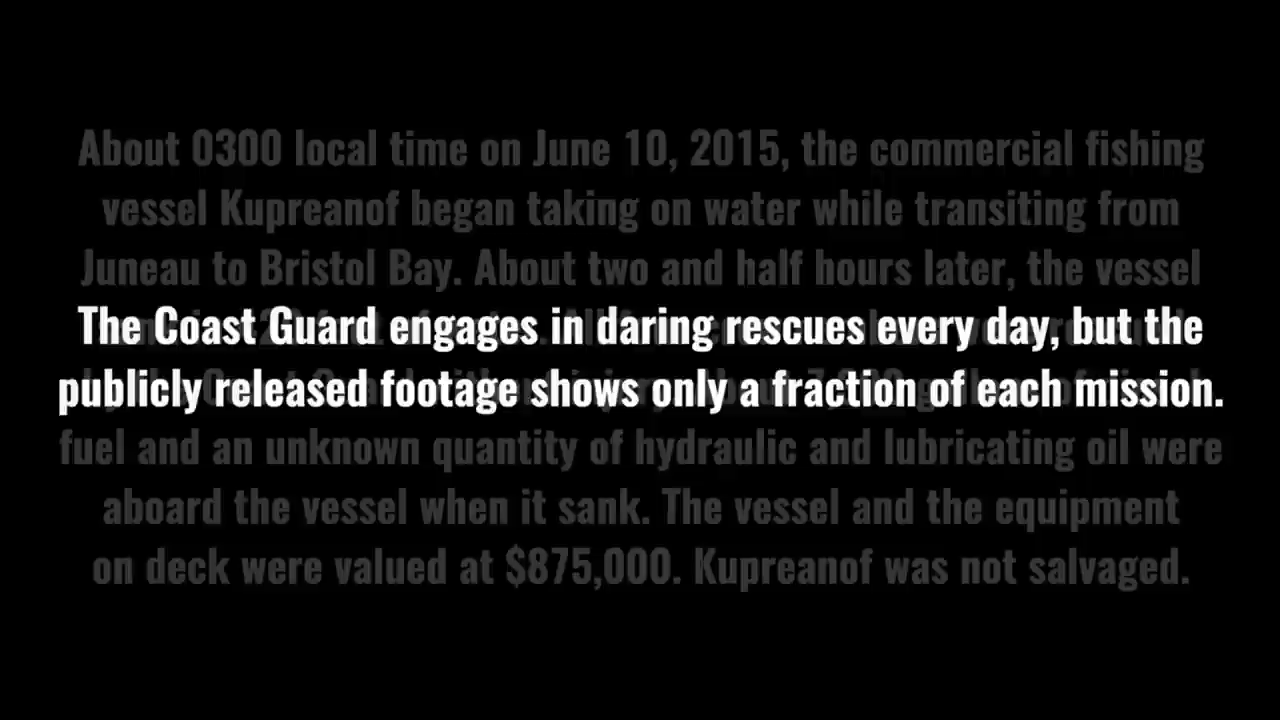 About 0300 local time on June 10, 2015, the commercial fishing
vessel Kupreanof began taking on water while transiting from
Juneau to Bristol Bay. About two and half hours later, the vessel
The Coast Guard engages in daring rescues every day, but the
publicly released footage shows only a fraction of each mission.
fuel and an unknown quantity of hydraulic and lubricating oil were
aboard the vessel when it sank. The vessel and the equipment
on deck were valued at $875,000. Kupreanof was not salvaged.